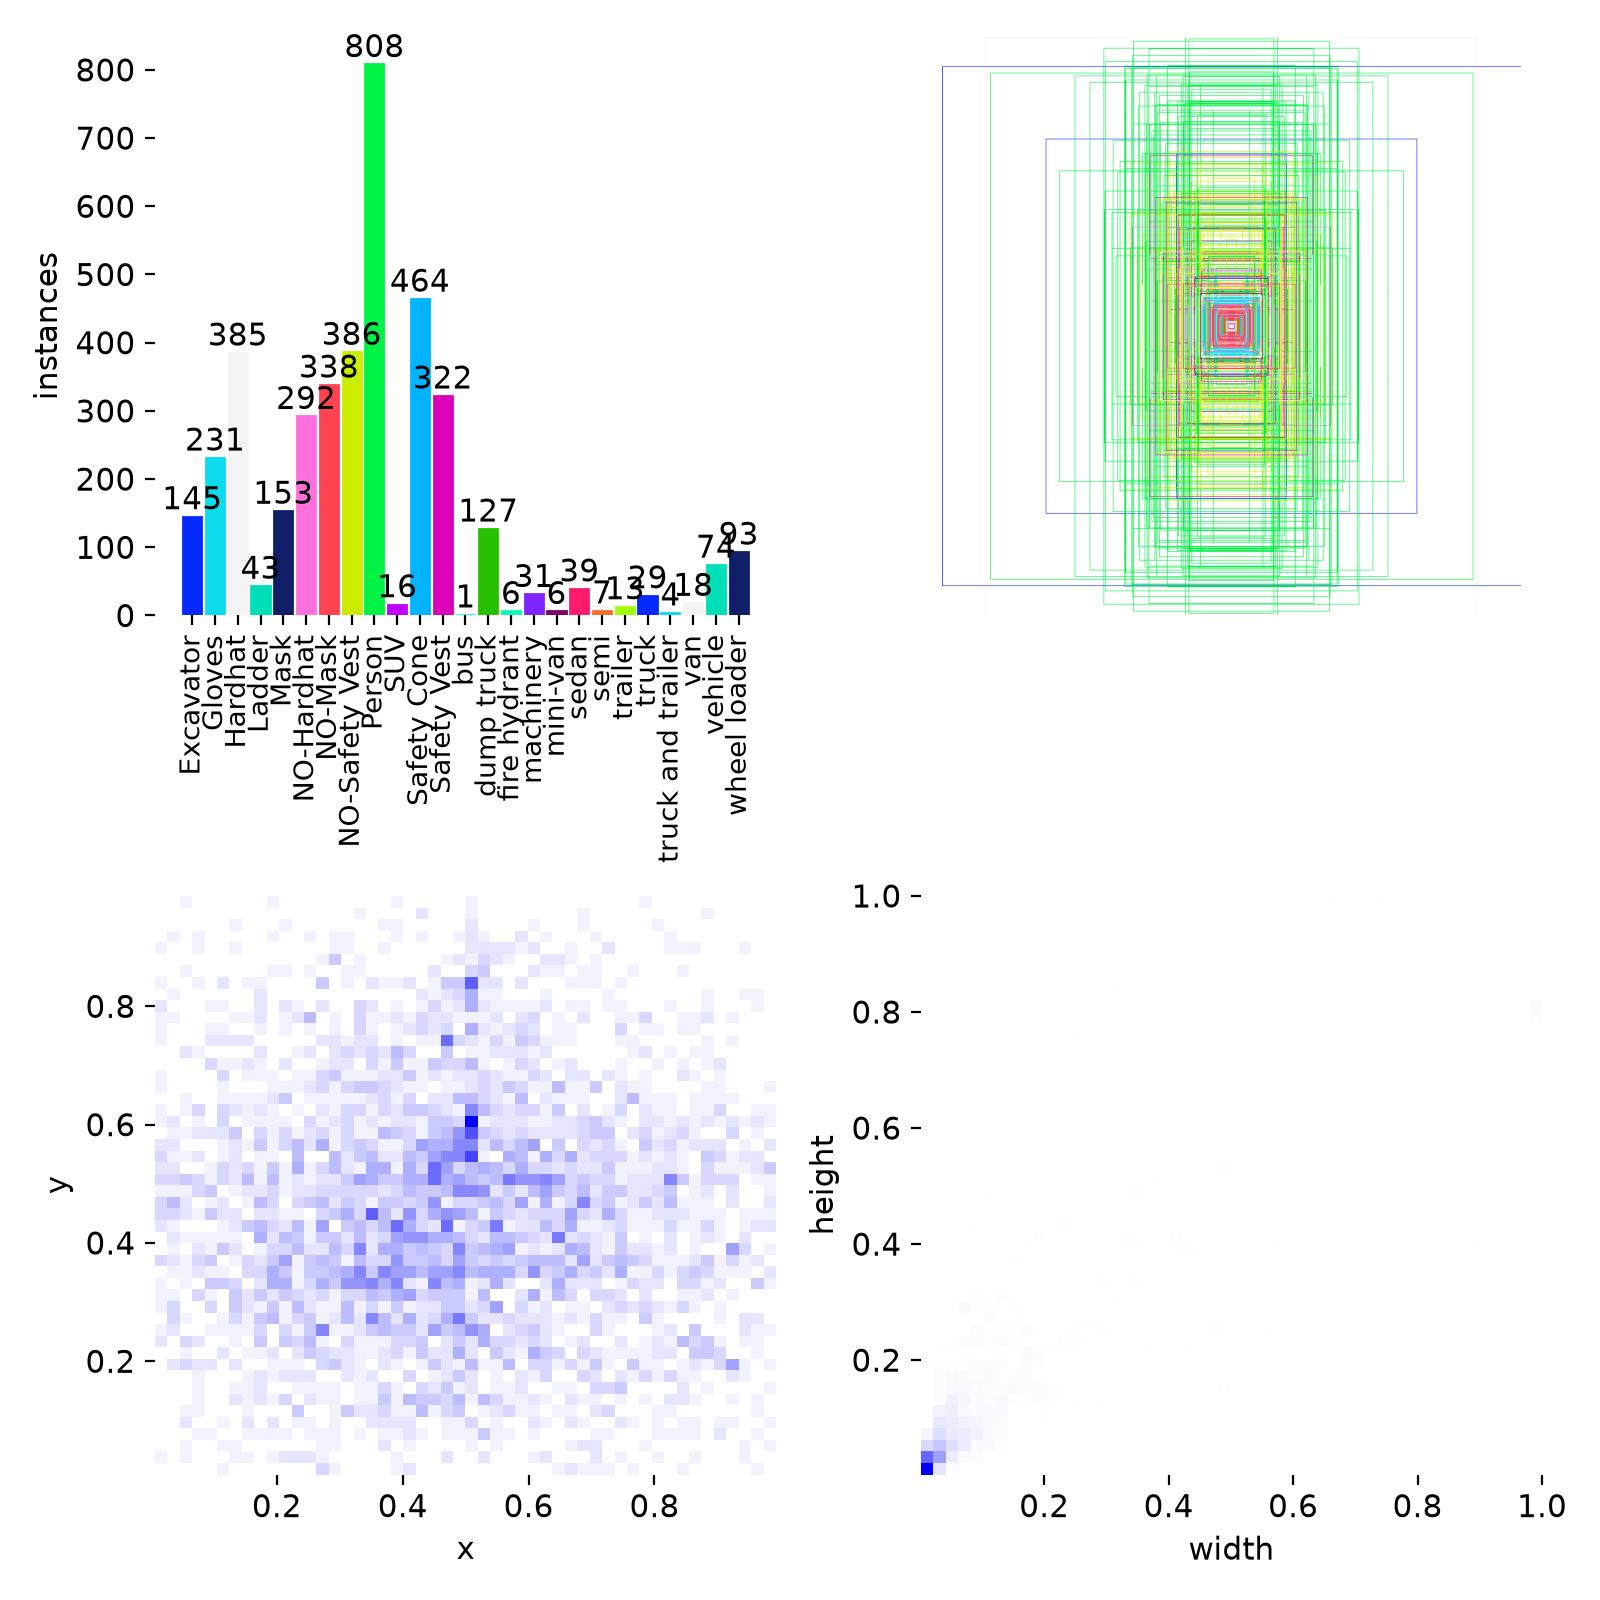 808
800
700
600
500
400
300
200
100
0
instances
145
231
385
43
153
292
338
386
16
464
322
1
127
6
31
6
39
7
13
29
4
18
74
93
Excavator
Gloves
Hardhat
Ladder
Mask
NO-Hardhat
NO-Mask
NO-Safety Vest
Person
SUV
Safety Cone
Safety Vest
bus
dump truck
fire hydrant
machinery
mini-van
sedan
semi
trailer
truck
truck and trailer
van
vehicle
wheel loader
0.8
0.6
0.4
0.2
y
0.2 0.4 0.6 0.8
x
1.0
0.8
0.6
0.4
0.2
height
0.2 0.4 0.6 0.8 1.0
width